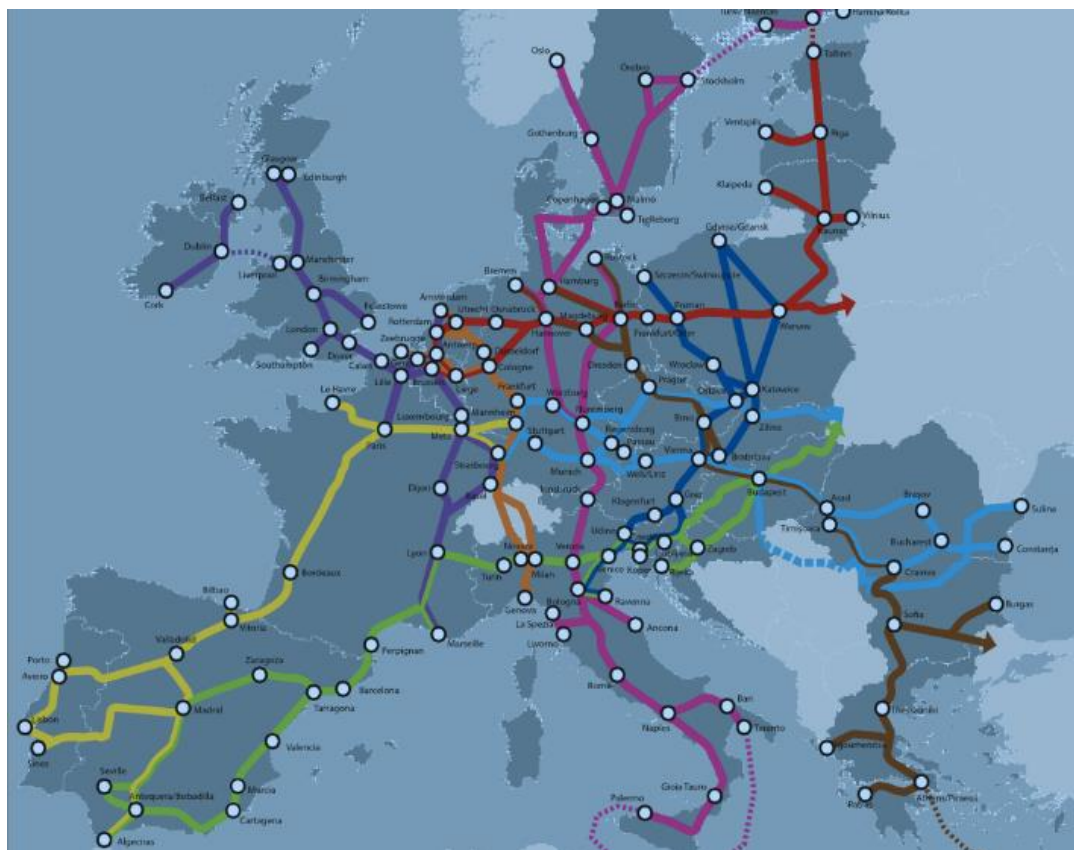 Oslo
Örebro
Stockholm
Tallinn
Gothenburg
Ventspils
Riga
Glasgow
Edinburgh
Klaipeda
Belfast
Copenhagen
Malmö
Trelleborg
Kaunas
Vilnius
Gdynia/Gdansk
Dublin
Liverpool
Manchester
Rostock
Bremen
Hamburg
Szczecin/Swinoujscie
Birmingham
Cork
Felixstowe
Amsterdam
Utrecht
Osnabruck
Berlin
Poznan
Rotterdam
Magdeburg
London
Hannover
Frankfurt/Oder
Warsaw
Zeebrugge
Antwerp
Southampton
Dover
Düsseldorf
Calais
Cologne
Dresden
Wroclaw
Lille
Brussels
Liege
Prague
Le Havre
Frankfurt
Wurzburg
Ostrava
Katowice
Luxembourg
Mannheim
Nuremberg
Brno
Zilina
Metz
Stuttgart
Regensburg
Paris
Passau
Strasbourg
Munich
Wels/Linz
Vienna
Bratislava
Dijon
Basel
Innsbruck
Budapest
Klagenfurt
Graz
Arad
Brasov
Sulina
Udine
Timisoara
Lyon
Novara
Verona
Zagreb
Bucharest
Constanţa
Turin
Milan
Venice
Koper
Rijeka
Craiova
Bordeaux
Genova
Bologna
Ravenna
Bilbao
La Spezia
Burgas
Vitoria
Livorno
Ancona
Sofia
Valladolid
Marseille
Perpignan
Porto
Aveiro
Zaragoza
Roma
Barcelona
Tarragona
Madrid
Bari
Thessaloniki
Lisbon
Naples
Taranto
Sines
Valencia
Igoumenitsa
Seville
Murcia
Gioia Tauro
Antequera/Bobadilla
Palermo
Patras
Athens/Piraeus
Cartagena
Algeciras